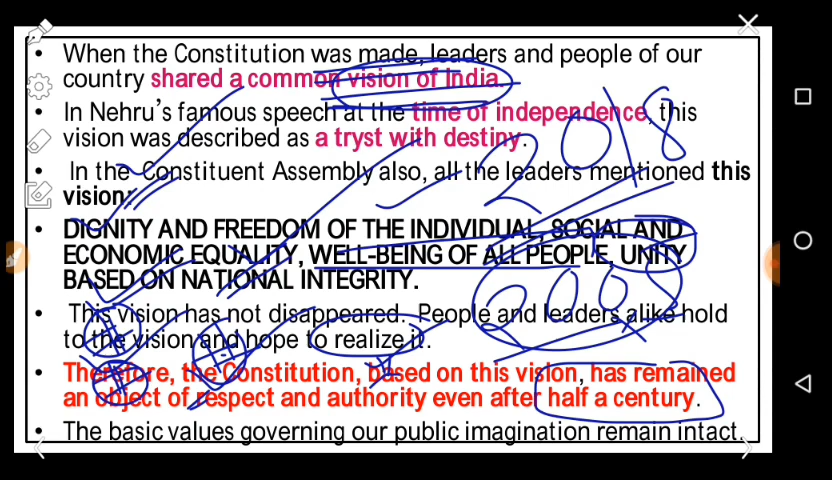 • When the Constitution was made, leaders and people of our
country shared a common vision of India.
• In Nehru's famous speech at the time of independence, this
vision was described as a tryst with destiny.
• In the Constituent Assembly also, all the leaders mentioned this
vision:
• DIGNITY AND FREEDOM OF THE INDIVIDUAL, SOCIAL AND
ECONOMIC EQUALITY, WELL-BEING OF ALL PEOPLE, UNITY
BASED ON NATIONAL INTEGRITY.
• This vision has not disappeared. People and leaders alike hold
to the vision and hope to realize it.
• Therefore, the Constitution, based on this vision, has remained
an object of respect and authority even after half a century.
• The basic values governing our public imagination remain intact.
2018
2008